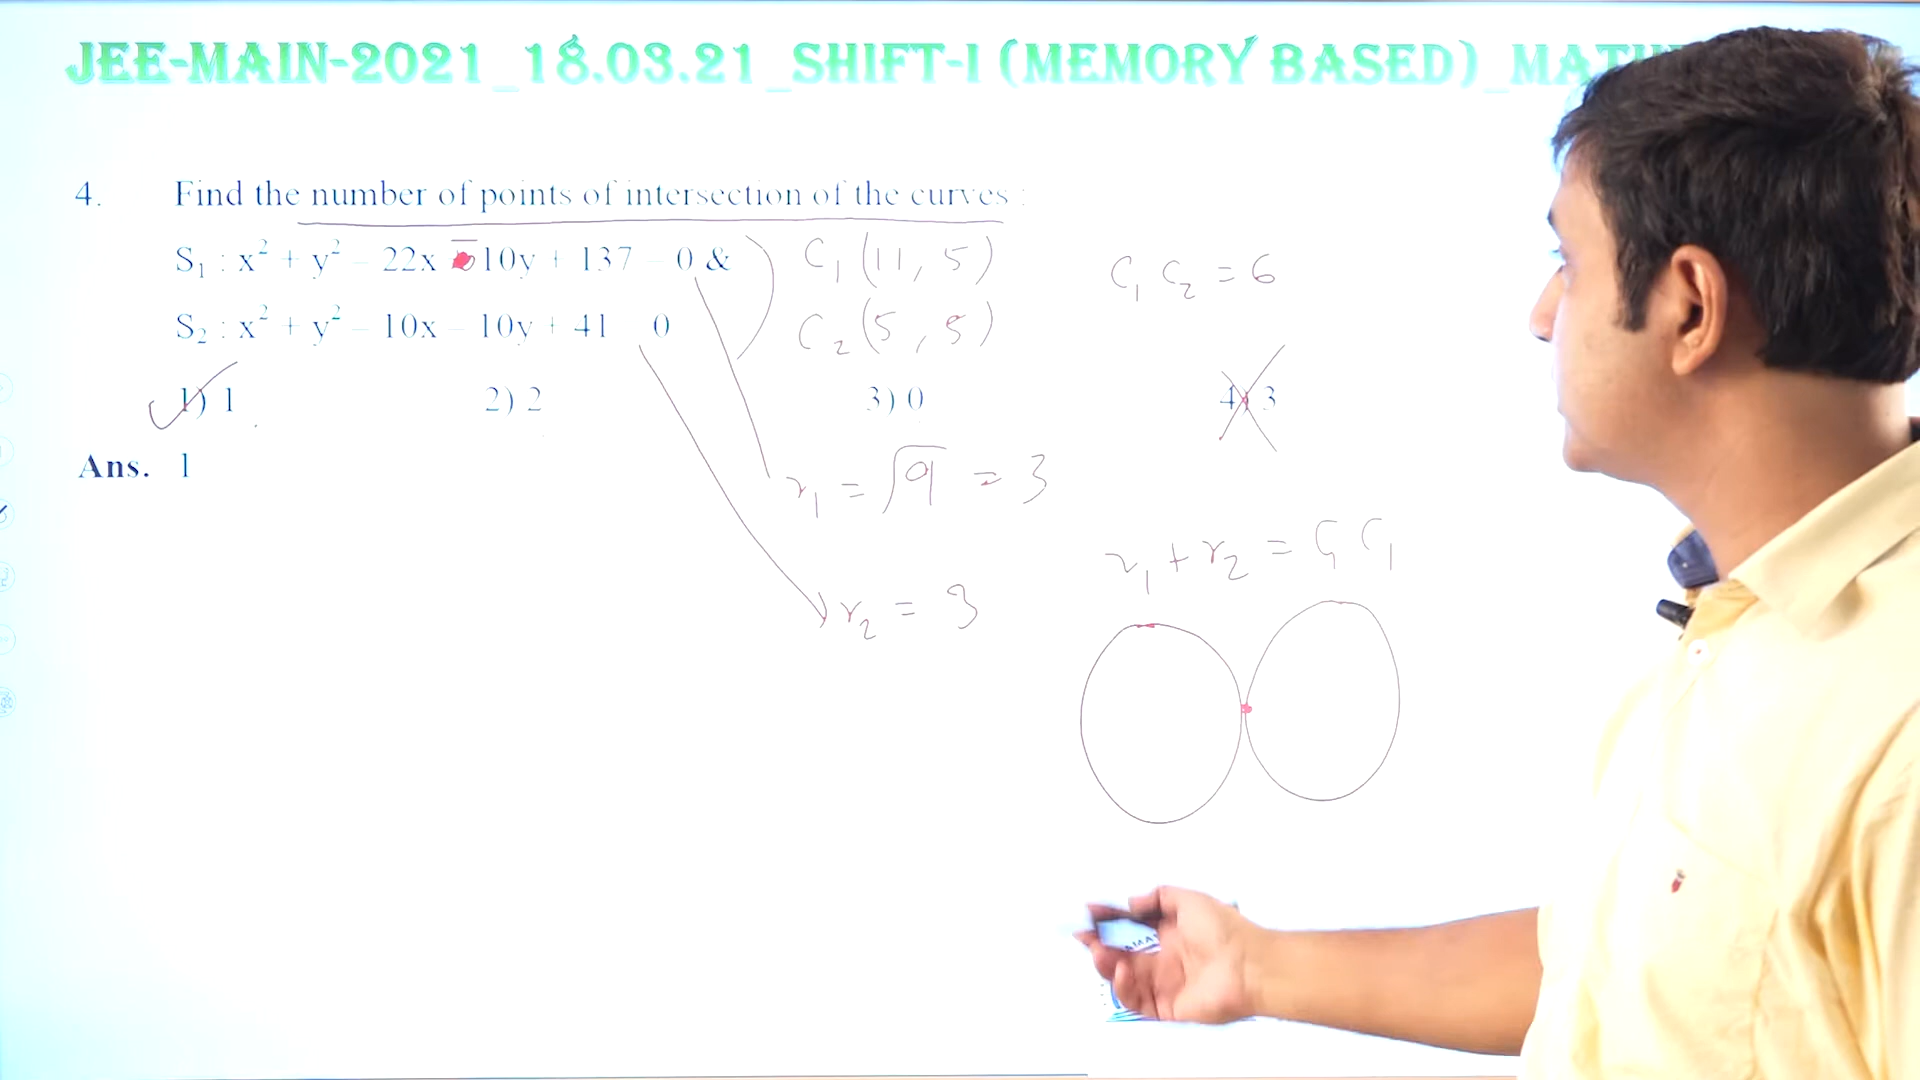 JEE-MAIN-2021_18.03.21_SHIFT-I (MEMORY BASED)_MATH
4. Find the number of points of intersection of the curves :
S₁ : x² + y² – 22x – 10y + 137 = 0 &
S₂ : x² + y² – 10x – 10y + 41 = 0
C₁ (11, 5)
C₂ (5, 5)
C₁ C₂ = 6
1) 1 2) 2 3) 0 4) 3
Ans. 1
r₁ = √9 = 3
r₂ = 3
r₁ + r₂ = C₁ C₁